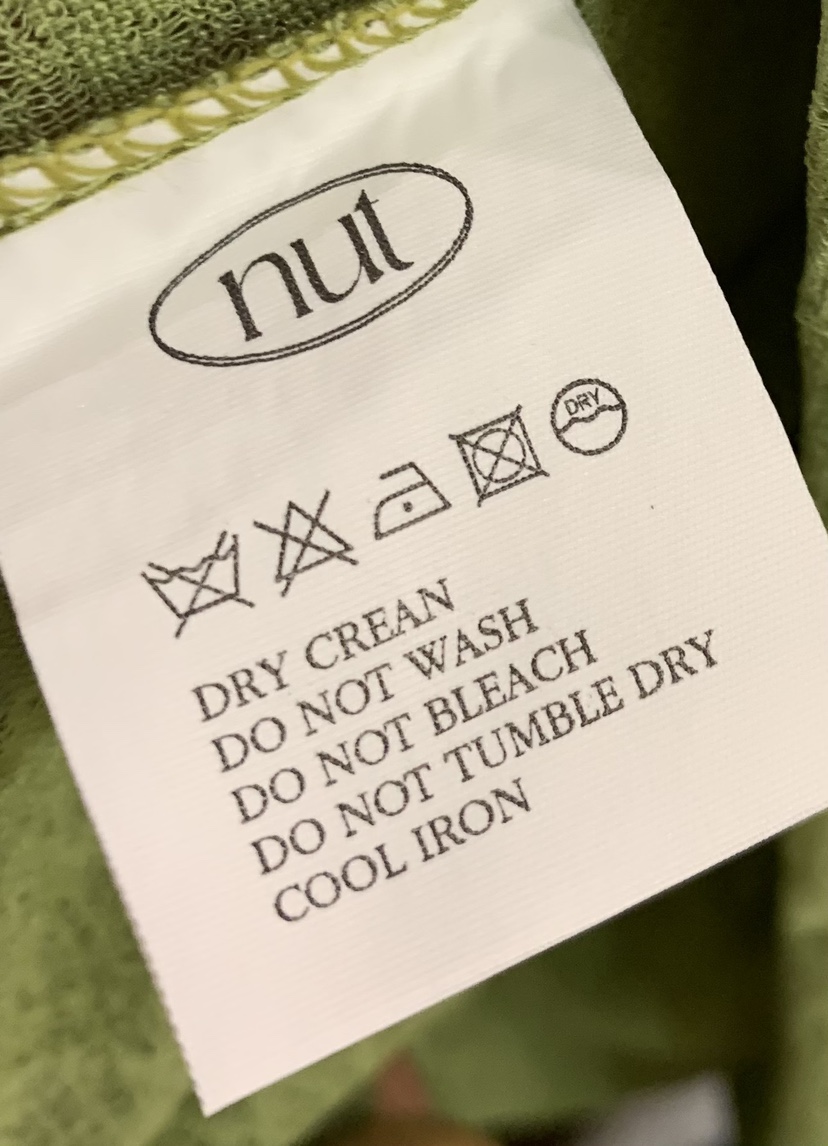 nut
DRY
DRY CREAN
DO NOT WASH
DO NOT BLEACH
DO NOT TUMBLE DRY
COOL IRON